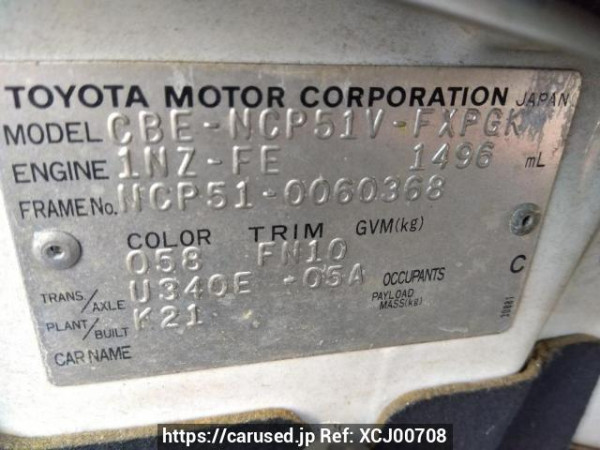 TOYOTA MOTOR CORPORATION JAPAN
MODEL CBE-NCP51V-FXPGK
ENGINE 1NZ-FE 1496 mL
FRAME No. NCP51-0060368
COLOR TRIM GVM(kg)
058 FN10
TRANS/AXLE U340E -05A OCCUPANTS C
PAYLOAD MASS(kg)
PLANT/BUILT K21
CAR NAME
https://carused.jp Ref: XCJ00708